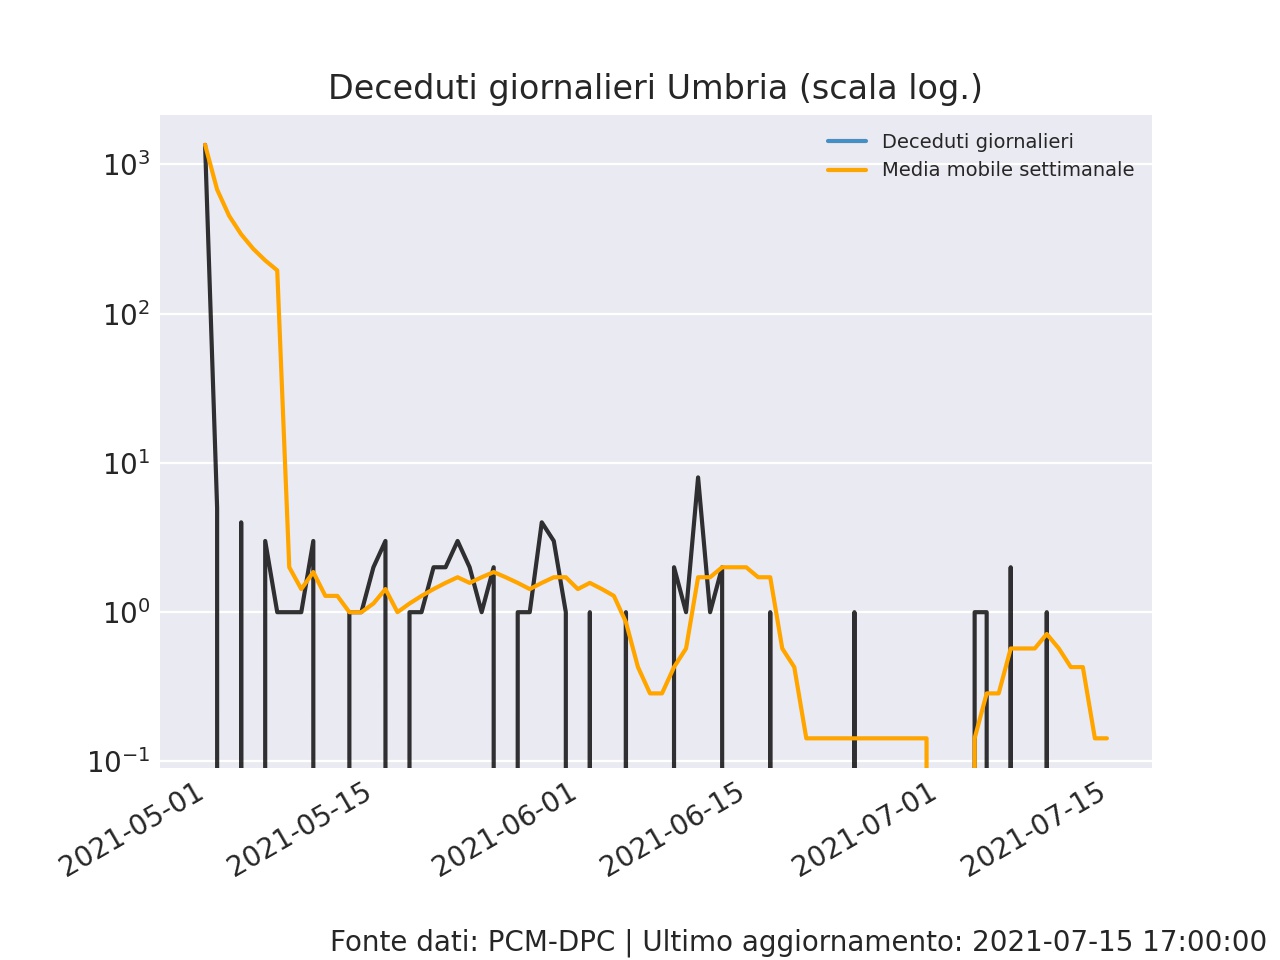 Deceduti giornalieri Umbria (scala log.)
Deceduti giornalieri
Media mobile settimanale
10³
10²
10¹
10⁰
10⁻¹
2021-05-01
2021-05-15
2021-06-01
2021-06-15
2021-07-01
2021-07-15
Fonte dati: PCM-DPC | Ultimo aggiornamento: 2021-07-15 17:00:00